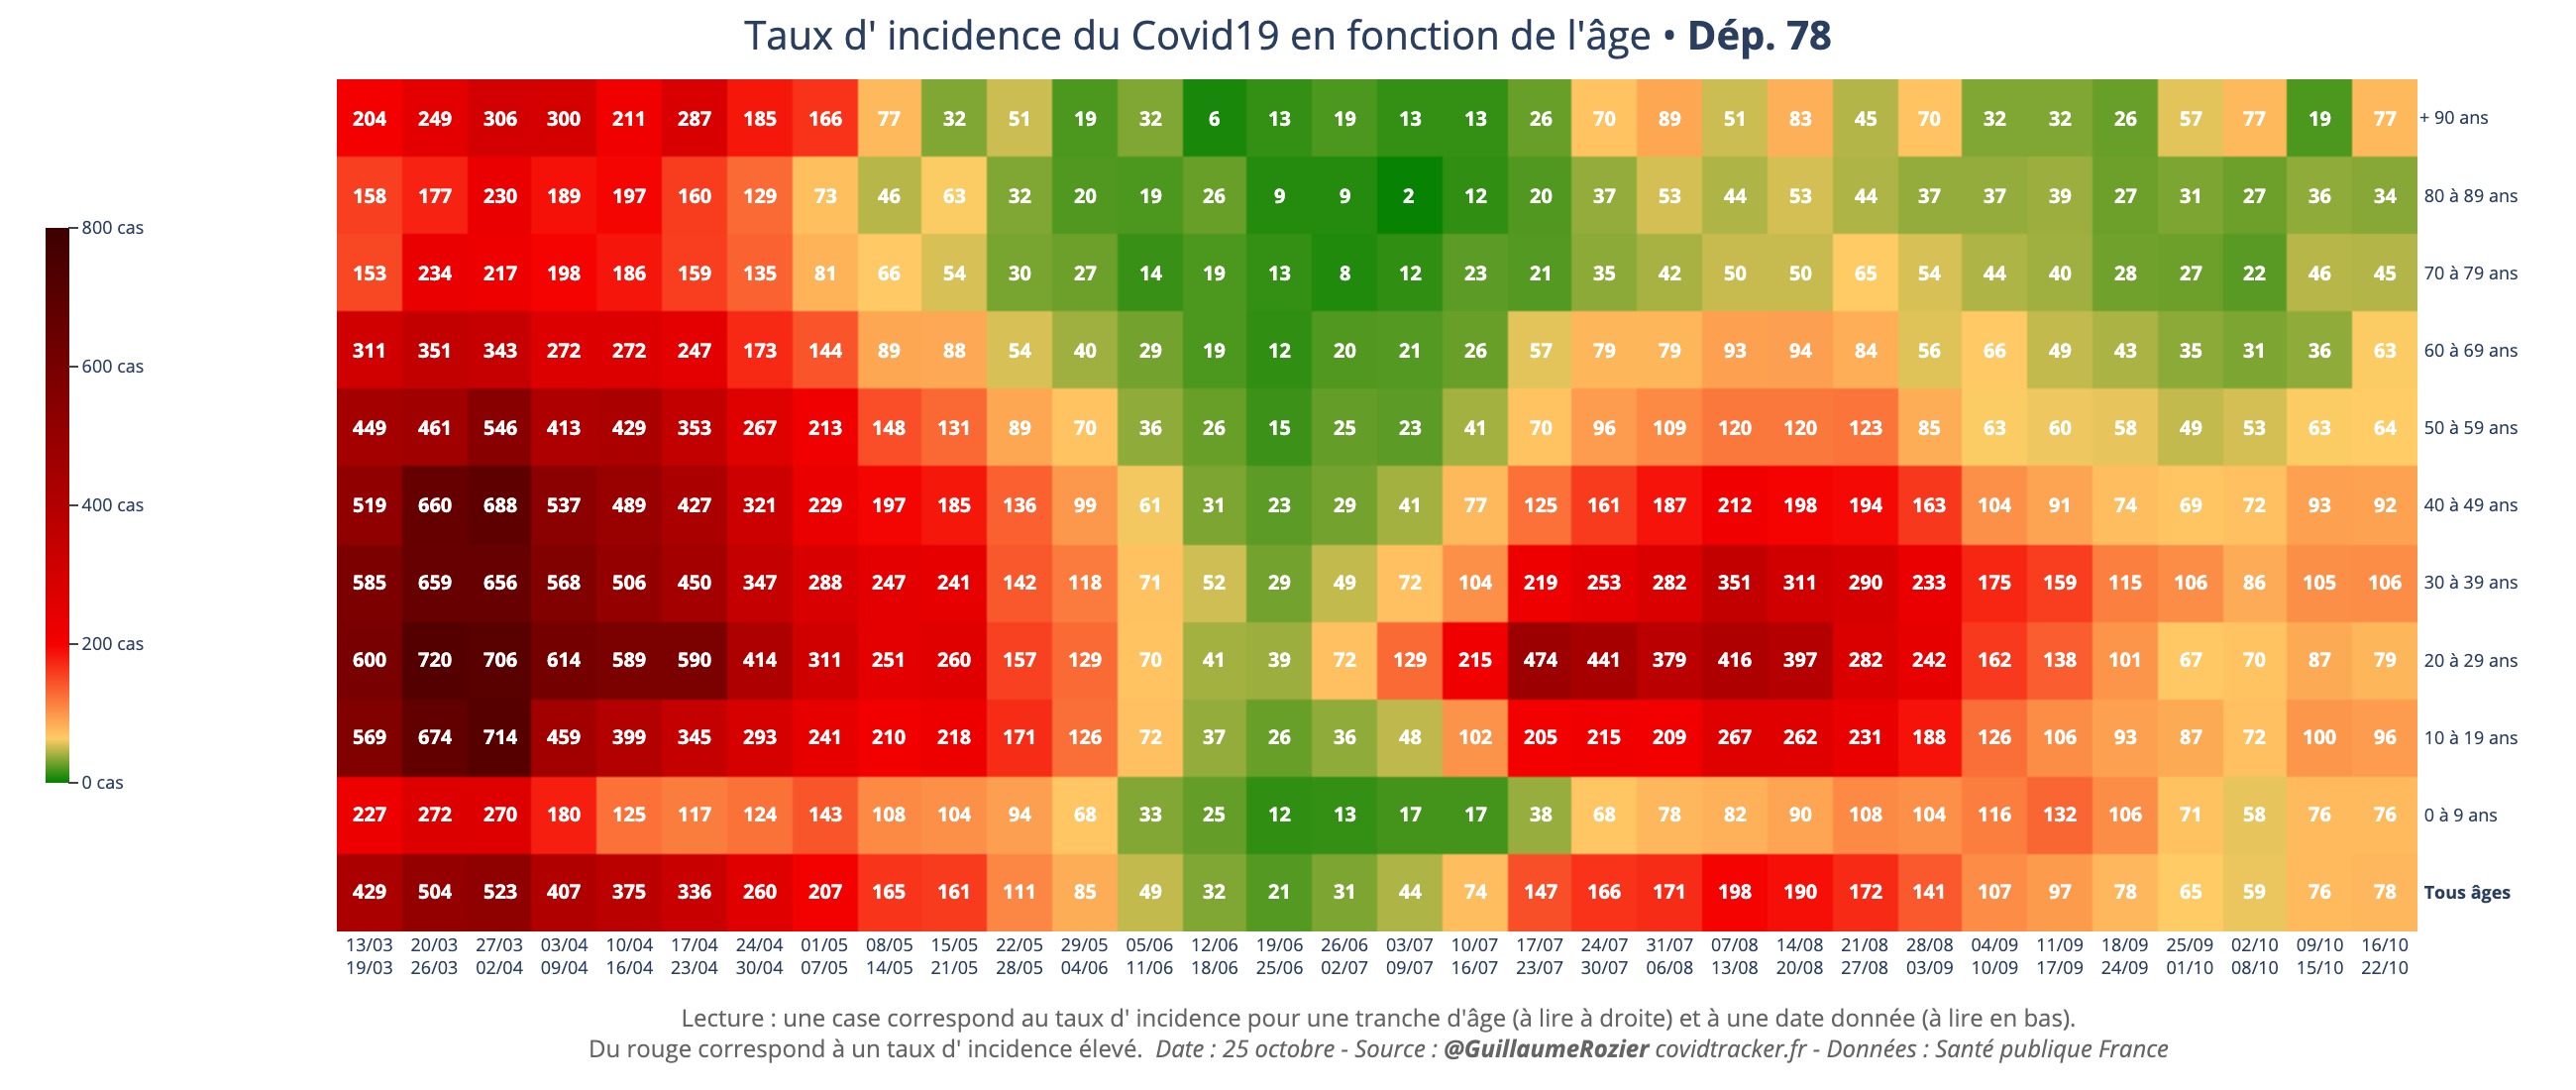 Taux d' incidence du Covid19 en fonction de l'âge • Dép. 78
800 cas
600 cas
400 cas
200 cas
0 cas
204 249 306 300 211 287 185 166 77 32 51 19 32 6 13 19 13 13 26 70 89 51 83 45 70 32 32 26 57 77 19 77 + 90 ans
158 177 230 189 197 160 129 73 46 63 32 20 19 26 9 9 2 12 20 37 53 44 53 44 37 37 39 27 31 27 36 34 80 à 89 ans
153 234 217 198 186 159 135 81 66 54 30 27 14 19 13 8 12 23 21 35 42 50 50 65 54 44 40 28 27 22 46 45 70 à 79 ans
311 351 343 272 272 247 173 144 89 88 54 40 29 19 12 20 21 26 57 79 79 93 94 84 56 66 49 43 35 31 36 63 60 à 69 ans
449 461 546 413 429 353 267 213 148 131 89 70 36 26 15 25 23 41 70 96 109 120 120 123 85 63 60 58 49 53 63 64 50 à 59 ans
519 660 688 537 489 427 321 229 197 185 136 99 61 31 23 29 41 77 125 161 187 212 198 194 163 104 91 74 69 72 93 92 40 à 49 ans
585 659 656 568 506 450 347 288 247 241 142 118 71 52 29 49 72 104 219 253 282 351 311 290 233 175 159 115 106 86 105 106 30 à 39 ans
600 720 706 614 589 590 414 311 251 260 157 129 70 41 39 72 129 215 474 441 379 416 397 282 242 162 138 101 67 70 87 79 20 à 29 ans
569 674 714 459 399 345 293 241 210 218 171 126 72 37 26 36 48 102 205 215 209 267 262 231 188 126 106 93 87 72 100 96 10 à 19 ans
227 272 270 180 125 117 124 143 108 104 94 68 33 25 12 13 17 17 38 68 78 82 90 108 104 116 132 106 71 58 76 76 0 à 9 ans
429 504 523 407 375 336 260 207 165 161 111 85 49 32 21 31 44 74 147 166 171 198 190 172 141 107 97 78 65 59 76 78 Tous âges
13/03 20/03 27/03 03/04 10/04 17/04 24/04 01/05 08/05 15/05 22/05 29/05 05/06 12/06 19/06 26/06 03/07 10/07 17/07 24/07 31/07 07/08 14/08 21/08 28/08 04/09 11/09 18/09 25/09 02/10 09/10 16/10
19/03 26/03 02/04 09/04 16/04 23/04 30/04 07/05 14/05 21/05 28/05 04/06 11/06 18/06 25/06 02/07 09/07 16/07 23/07 30/07 06/08 13/08 20/08 27/08 03/09 10/09 17/09 24/09 01/10 08/10 15/10 22/10
Lecture : une case correspond au taux d' incidence pour une tranche d'âge (à lire à droite) et à une date donnée (à lire en bas).
Du rouge correspond à un taux d' incidence élevé. Date : 25 octobre - Source : @GuillaumeRozier covidtracker.fr - Données : Santé publique France